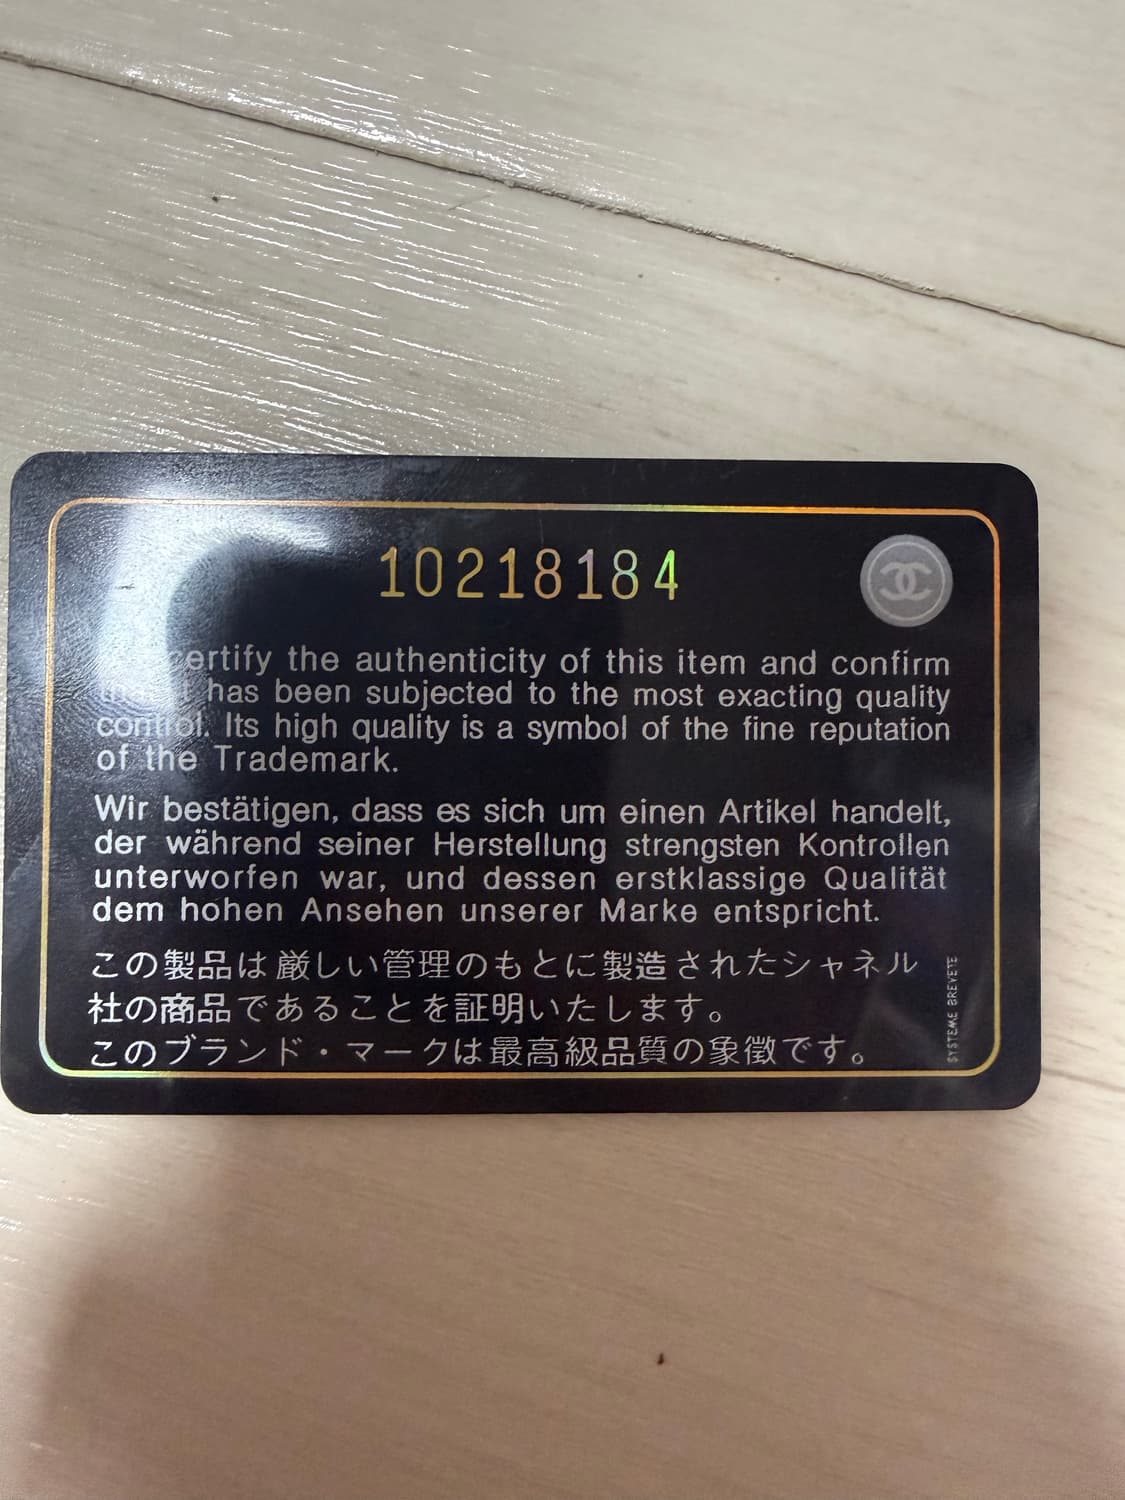 10218184
the authenticity of this item and confirm
has been subjected to the most exacting quality
control. Its high quality is a symbol of the fine reputation
of the Trademark.
Wir bestätigen, dass es sich um einen Artikel handelt,
der während seiner Herstellung strengsten Kontrollen
unterworfen war, und dessen erstklassige Qualität
dem hohen Ansehen unserer Marke entspricht.
この製品は厳しい管理のもとに製造されたシャネル
社の商品であることを証明いたします。
このブランド・マークは最高級品質の象徴です。
SYSTEME BREVETE